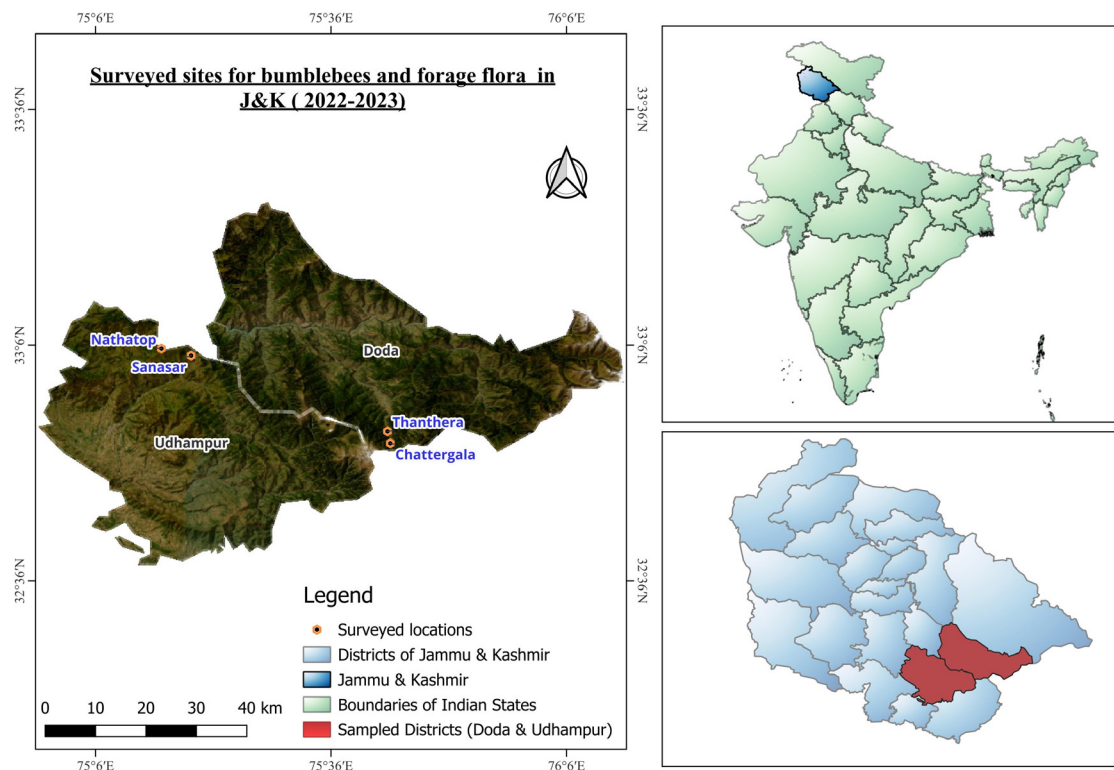 75°6′E 75°36′E 76°6′E
Surveyed sites for bumblebees and forage flora in
J&K ( 2022-2023)
33°36′N 33°36′N
Nathatop
33°6′N 33°6′N
Sanasar
Doda
Thanthera
Udhampur
Chattergala
32°36′N 32°36′N
Legend
Surveyed locations
Districts of Jammu & Kashmir
Jammu & Kashmir
Boundaries of Indian States
Sampled Districts (Doda & Udhampur)
0 10 20 30 40 km
75°6′E 75°36′E 76°6′E